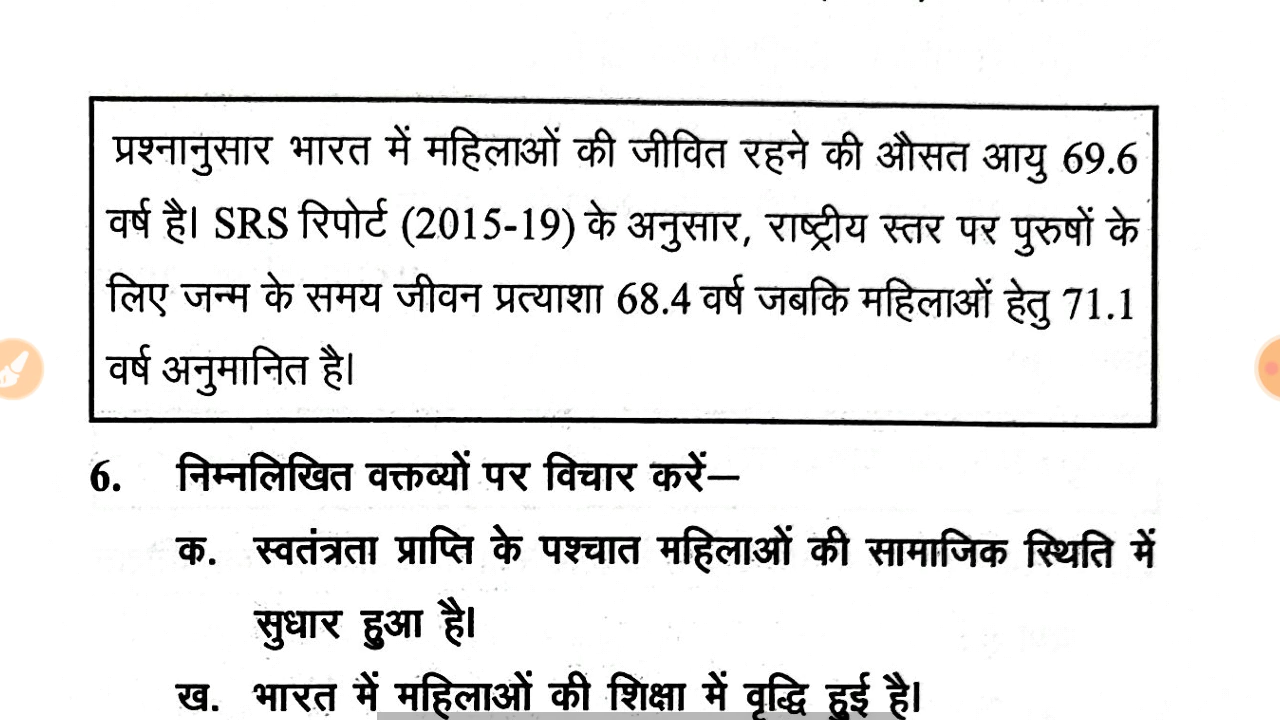 प्रश्नानुसार भारत में महिलाओं की जीवित रहने की औसत आयु 69.6
वर्ष है। SRS रिपोर्ट (2015-19) के अनुसार, राष्ट्रीय स्तर पर पुरुषों के
लिए जन्म के समय जीवन प्रत्याशा 68.4 वर्ष जबकि महिलाओं हेतु 71.1
वर्ष अनुमानित है।
6. निम्नलिखित वक्तव्यों पर विचार करें—
क. स्वतंत्रता प्राप्ति के पश्चात महिलाओं की सामाजिक स्थिति में
सुधार हुआ है।
ख. भारत में महिलाओं की शिक्षा में वृद्धि हुई है।